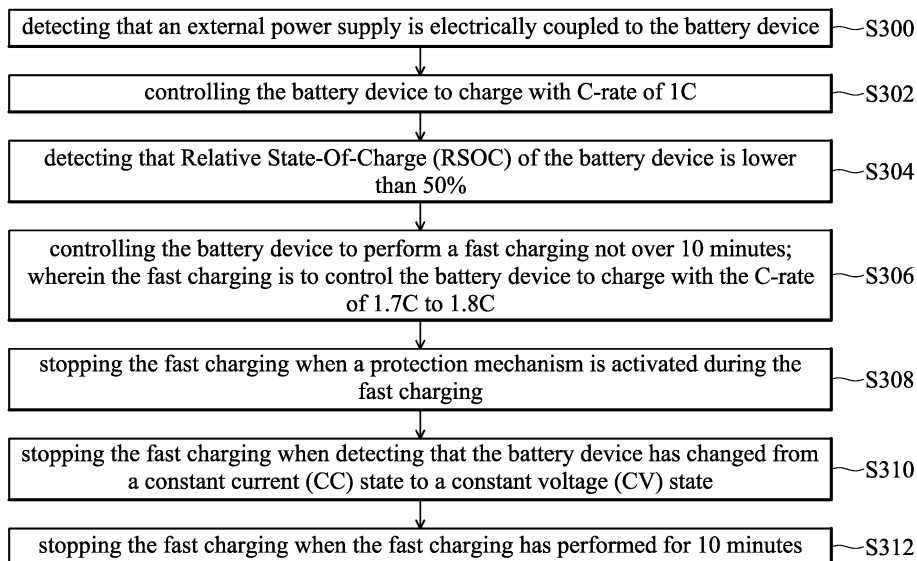 detecting that an external power supply is electrically coupled to the battery device
S300
controlling the battery device to charge with C-rate of 1C
S302
detecting that Relative State-Of-Charge (RSOC) of the battery device is lower
than 50%
S304
controlling the battery device to perform a fast charging not over 10 minutes;
wherein the fast charging is to control the battery device to charge with the C-rate
of 1.7C to 1.8C
S306
stopping the fast charging when a protection mechanism is activated during the
fast charging
S308
stopping the fast charging when detecting that the battery device has changed from
a constant current (CC) state to a constant voltage (CV) state
S310
stopping the fast charging when the fast charging has performed for 10 minutes
S312